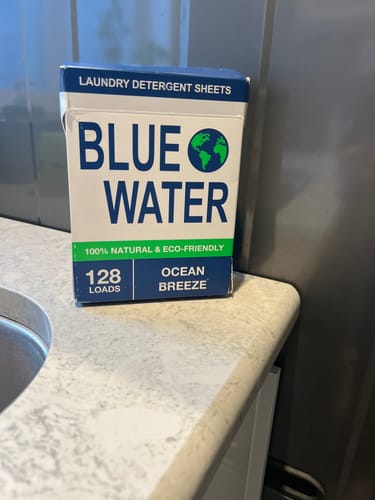 LAUNDRY DETERGENT SHEETS
BLUE
WATER
100% NATURAL & ECO-FRIENDLY
128
LOADS
OCEAN
BREEZE